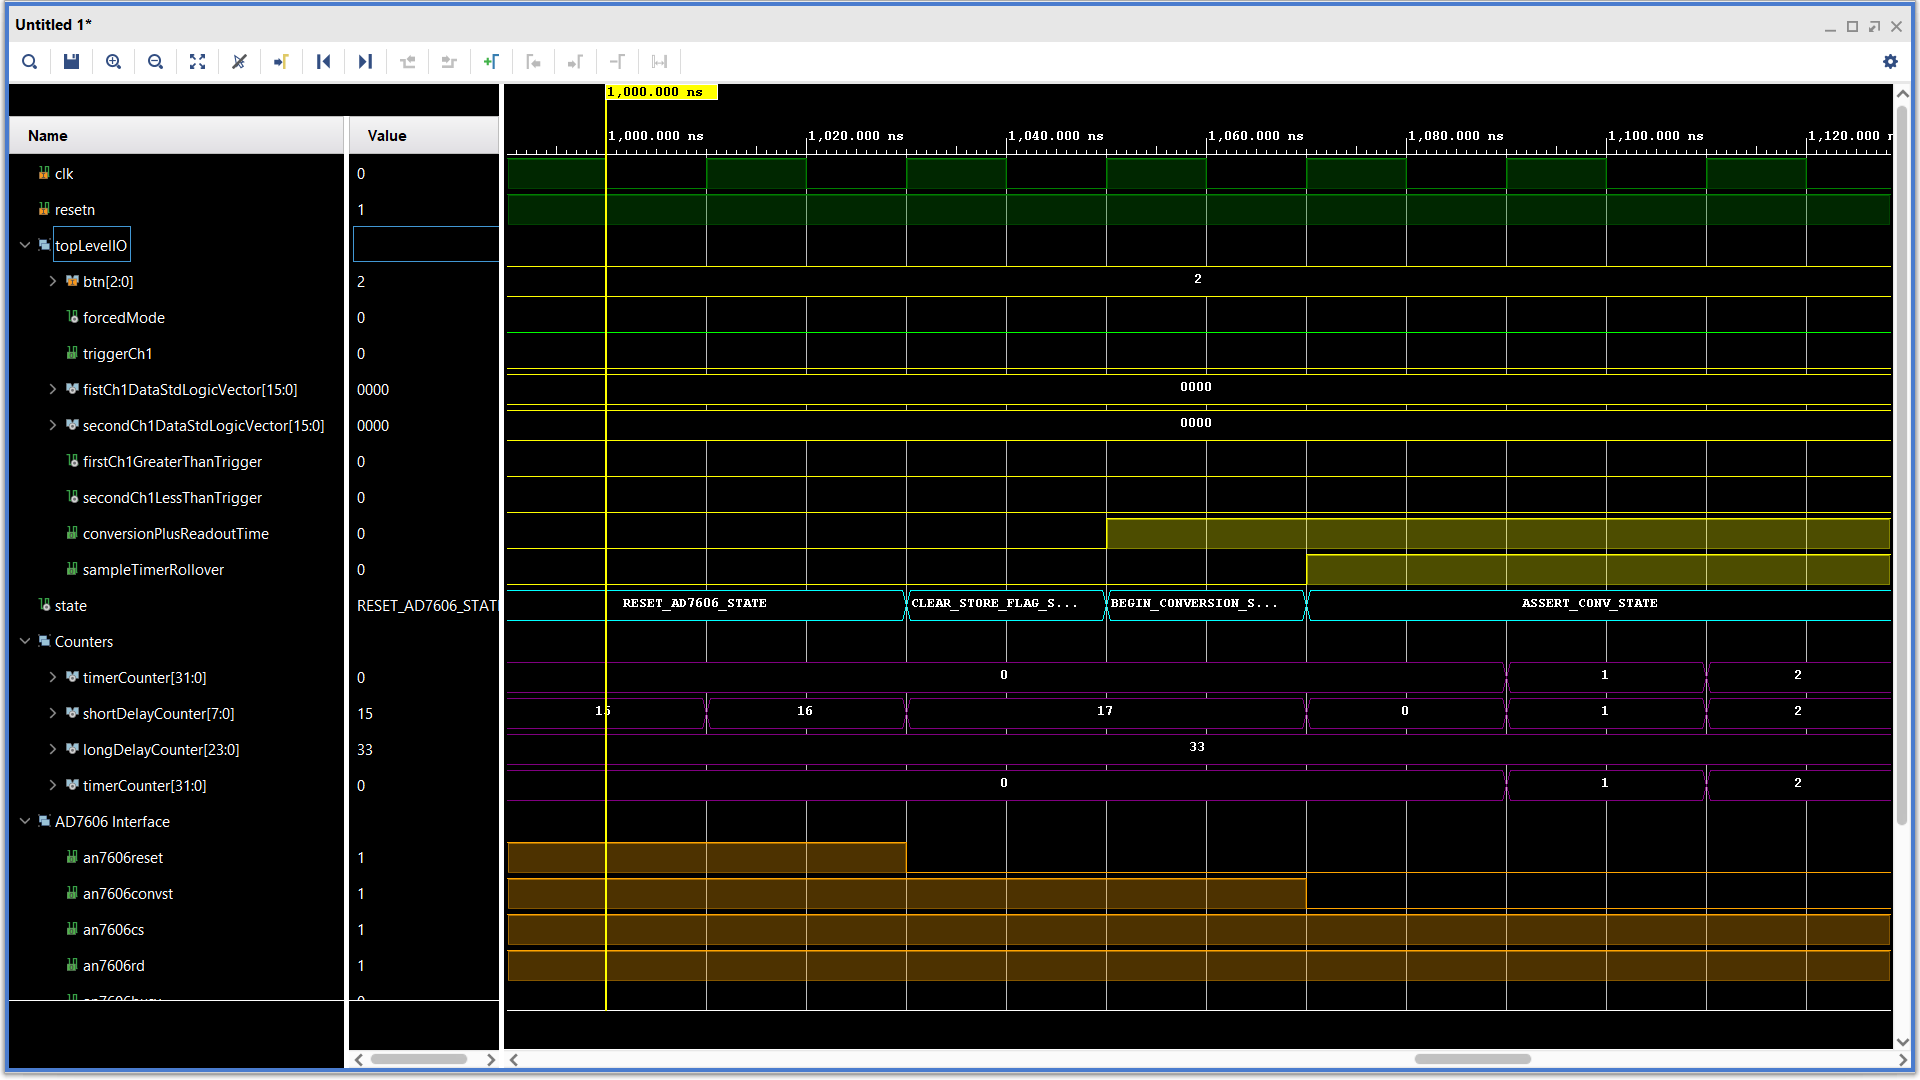 Untitled 1*
1,000.000 ns
Name Value
1,000.000 ns 1,020.000 ns 1,040.000 ns 1,060.000 ns 1,080.000 ns 1,100.000 ns 1,120.000
clk 0
resetn 1
topLevelIO
btn[2:0] 2 2
forcedMode 0
triggerCh1 0
fistCh1DataStdLogicVector[15:0] 0000 0000
secondCh1DataStdLogicVector[15:0] 0000 0000
firstCh1GreaterThanTrigger 0
secondCh1LessThanTrigger 0
conversionPlusReadoutTime 0
sampleTimerRollover 0
state RESET_AD7606_STATI RESET_AD7606_STATE CLEAR_STORE_FLAG_S... BEGIN_CONVERSION_S... ASSERT_CONV_STATE
Counters
timerCounter[31:0] 0 0 1 2
shortDelayCounter[7:0] 15 15 16 17 0 1 2
longDelayCounter[23:0] 33 33
timerCounter[31:0] 0 0 1 2
AD7606 Interface
an7606reset 1
an7606convst 1
an7606cs 1
an7606rd 1